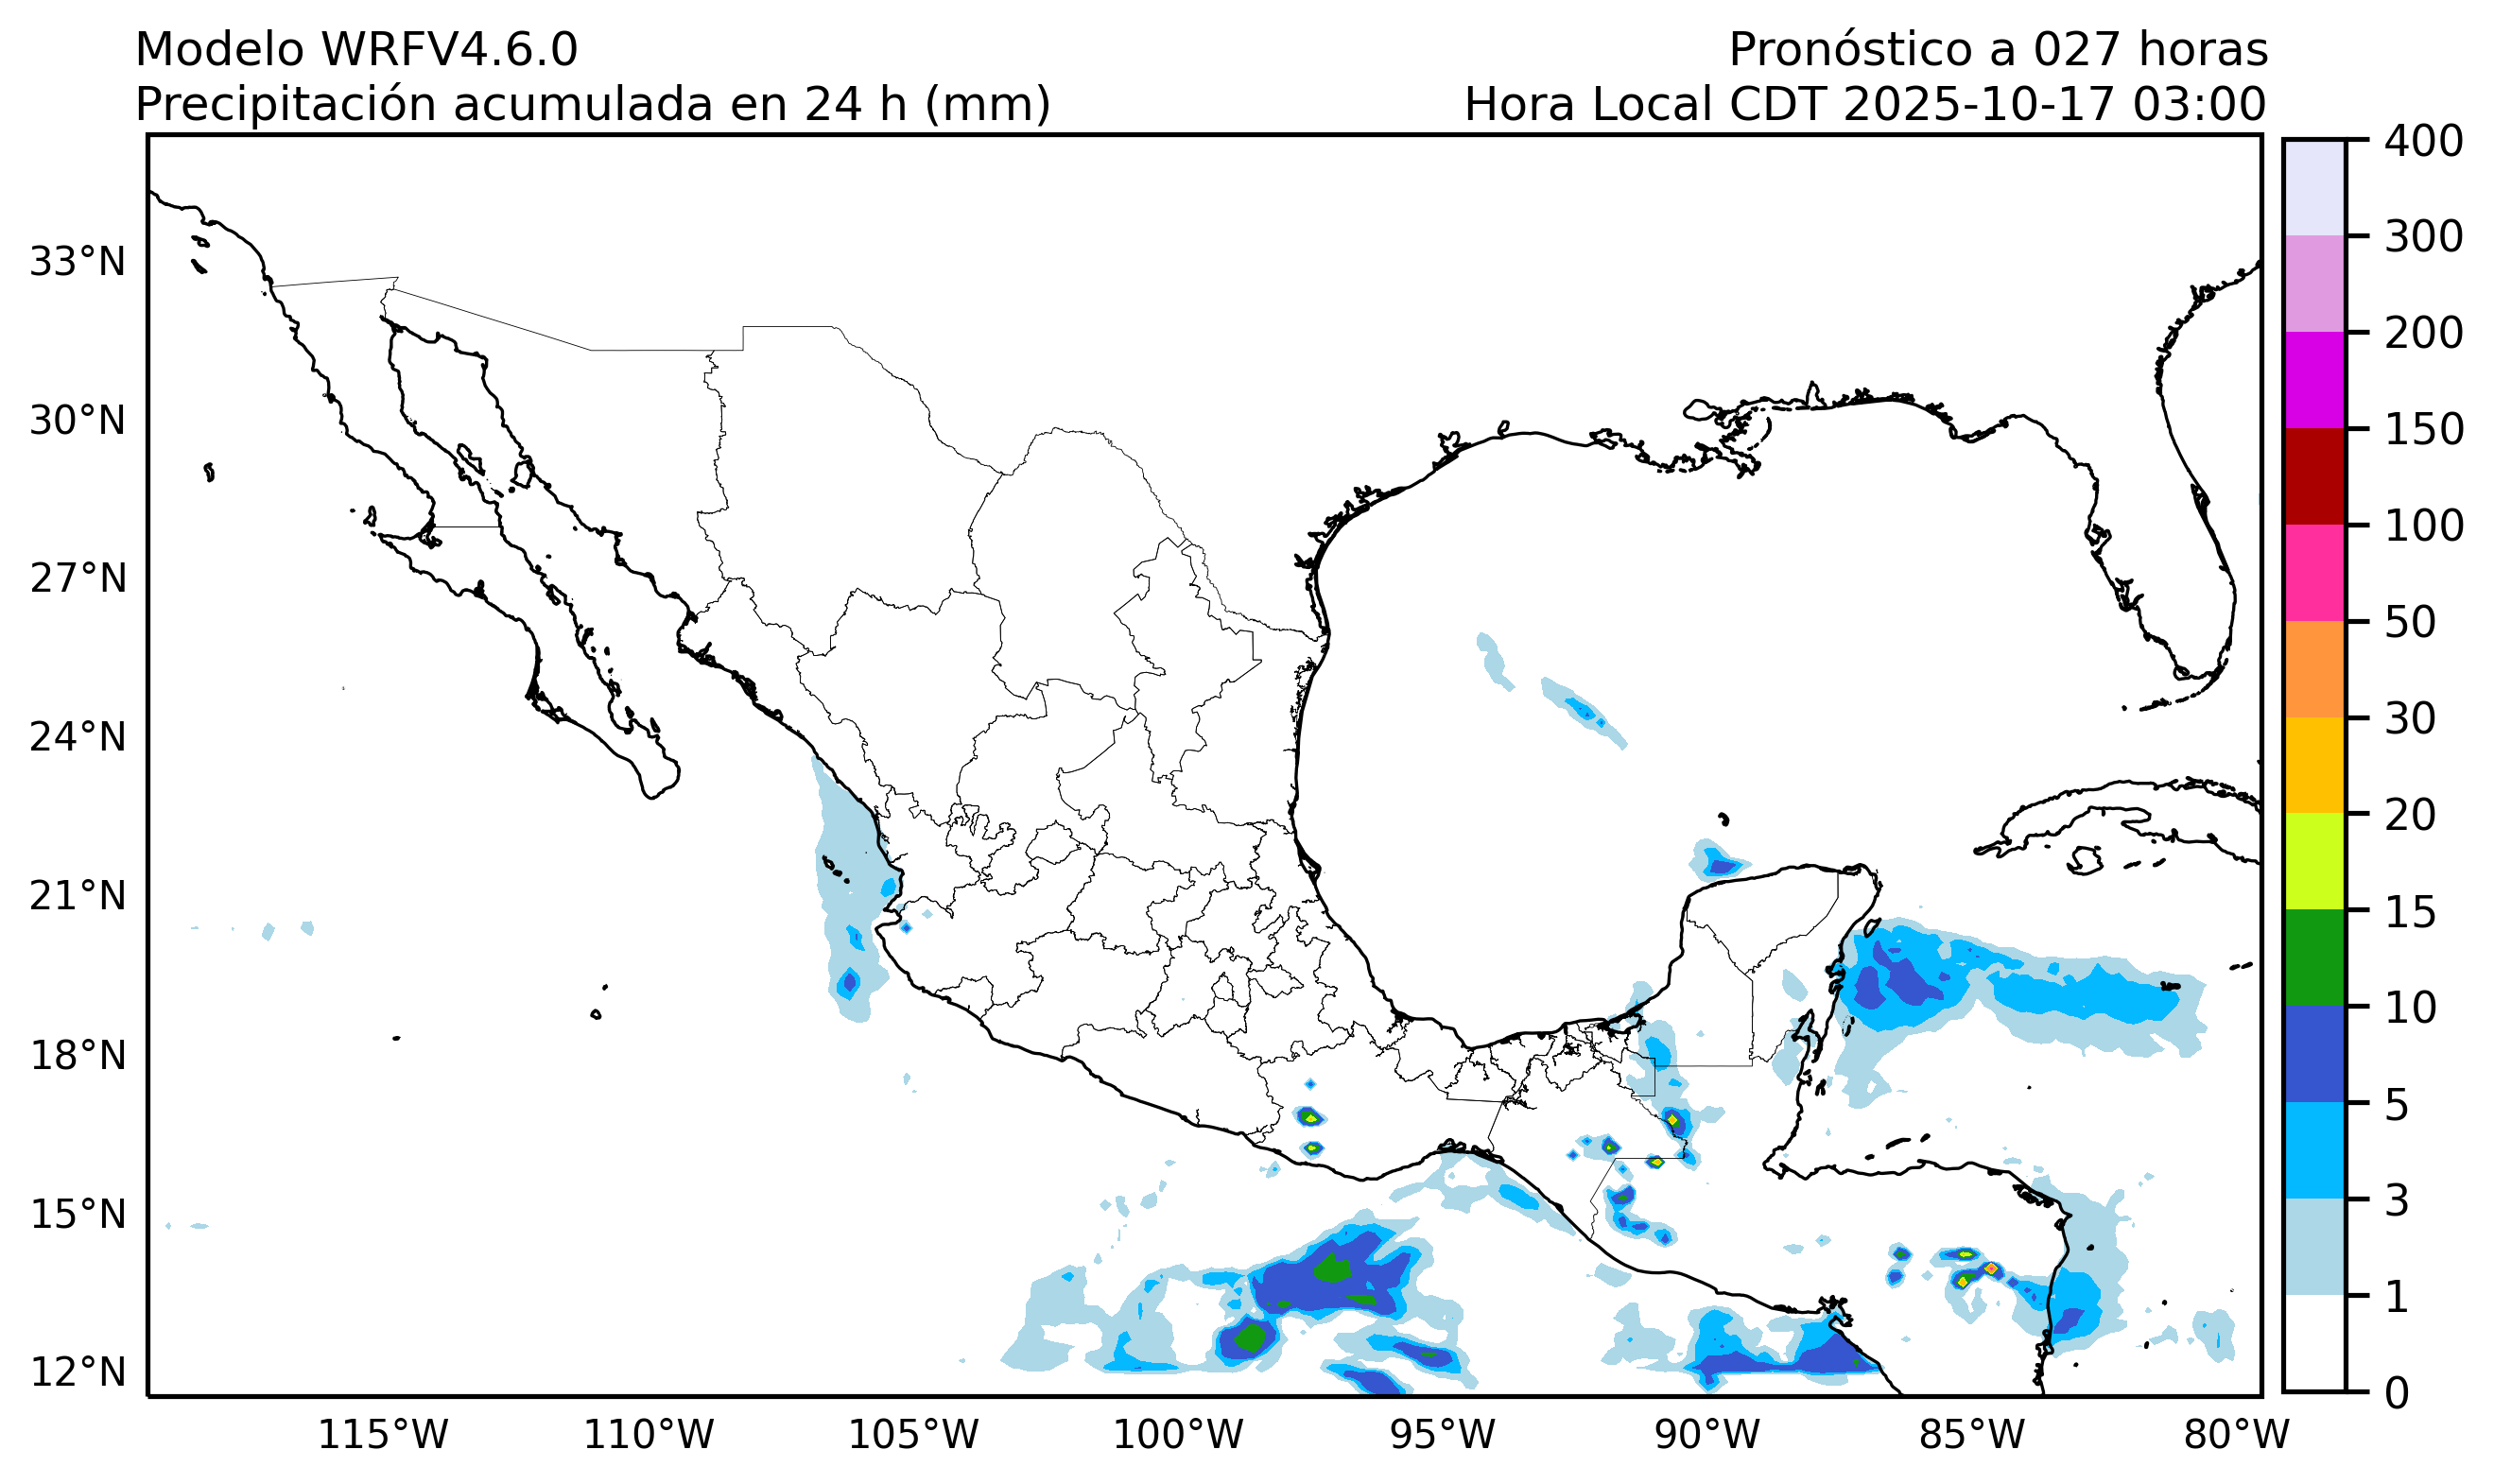 Modelo WRFV4.6.0
Pronóstico a 027 horas
Precipitación acumulada en 24 h (mm)
Hora Local CDT 2025-10-17 03:00
33°N
30°N
27°N
24°N
21°N
18°N
15°N
12°N
115°W
110°W
105°W
100°W
95°W
90°W
85°W
80°W
400
300
200
150
100
50
30
20
15
10
5
3
1
0